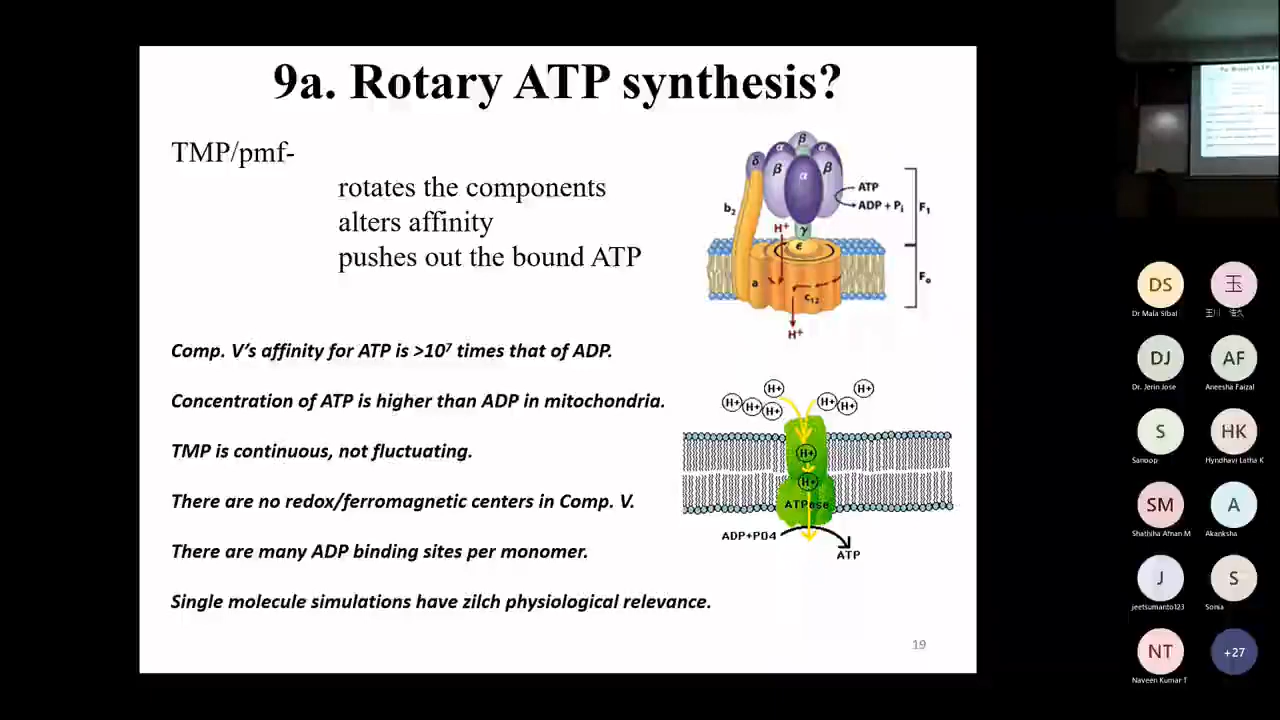 9a. Rotary ATP synthesis?
TMP/pmf-
rotates the components
alters affinity
pushes out the bound ATP
Comp. V's affinity for ATP is >10⁷ times that of ADP.
Concentration of ATP is higher than ADP in mitochondria.
TMP is continuous, not fluctuating.
There are no redox/ferromagnetic centers in Comp. V.
There are many ADP binding sites per monomer.
Single molecule simulations have zilch physiological relevance.
β
α α
δ
β β
α
ATP
ADP + Pi
b₂
F₁
H⁺
γ
ε
a
c₁₂
F₀
H⁺
H+ H+
H+ H+ H+ H+ H+
H+
H+
ATPase
ADP+PO4
ATP
19
DS
Dr Mala Sibal
玉
DJ
Dr. Jerin Jose
AF
Aneesha Faizal
S
Sanoop
HK
Hyndhavi Latha K
SM
Shathiha Afnan M
A
Akanksha
J
jeetsumanto123
S
Sonia
NT
Naveen Kumar T
+27